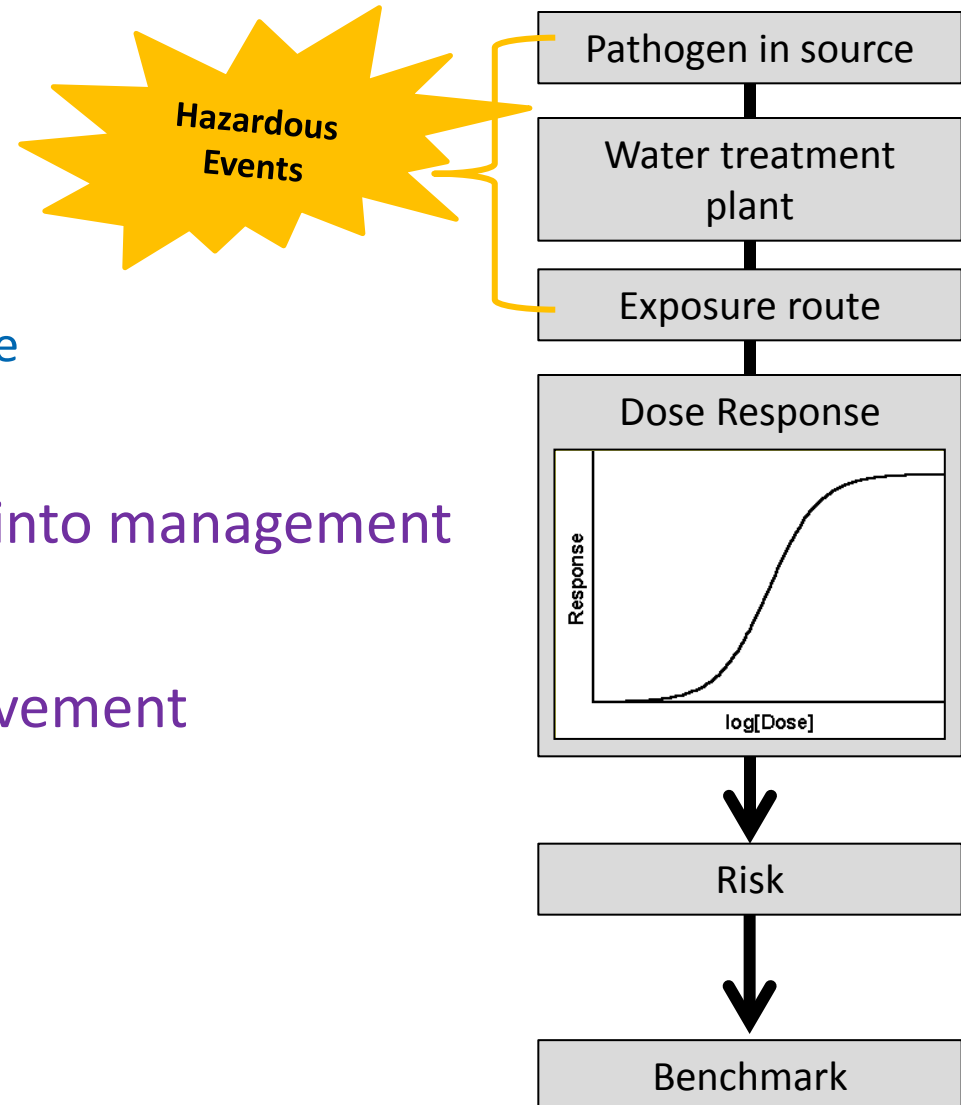 Hazardous
Events
e
into management
vement
Pathogen in source
Water treatment
plant
Exposure route
Dose Response
Response
log[Dose]
Risk
Benchmark